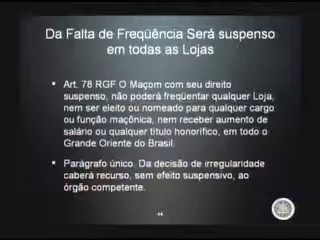 Da Falta de Freqüência Será suspenso
em todas as Lojas
• Art. 78 RGF O Maçom com seu direito
suspenso, não poderá freqüentar qualquer Loja,
nem ser eleito ou nomeado para qualquer cargo
ou função maçônica, nem receber aumento de
salário ou qualquer título honorífico, em todo o
Grande Oriente do Brasil.
• Parágrafo único. Da decisão de irregularidade
caberá recurso, sem efeito suspensivo, ao
órgão competente.